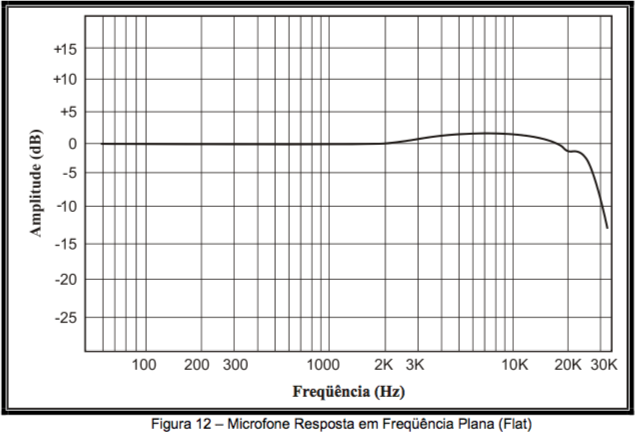 +15
+10
+5
0
-5
-10
-15
-20
-25
Amplitude (dB)
100 200 300 1000 2K 3K 10K 20K 30K
Freqüência (Hz)
Figura 12 – Microfone Resposta em Freqüência Plana (Flat)